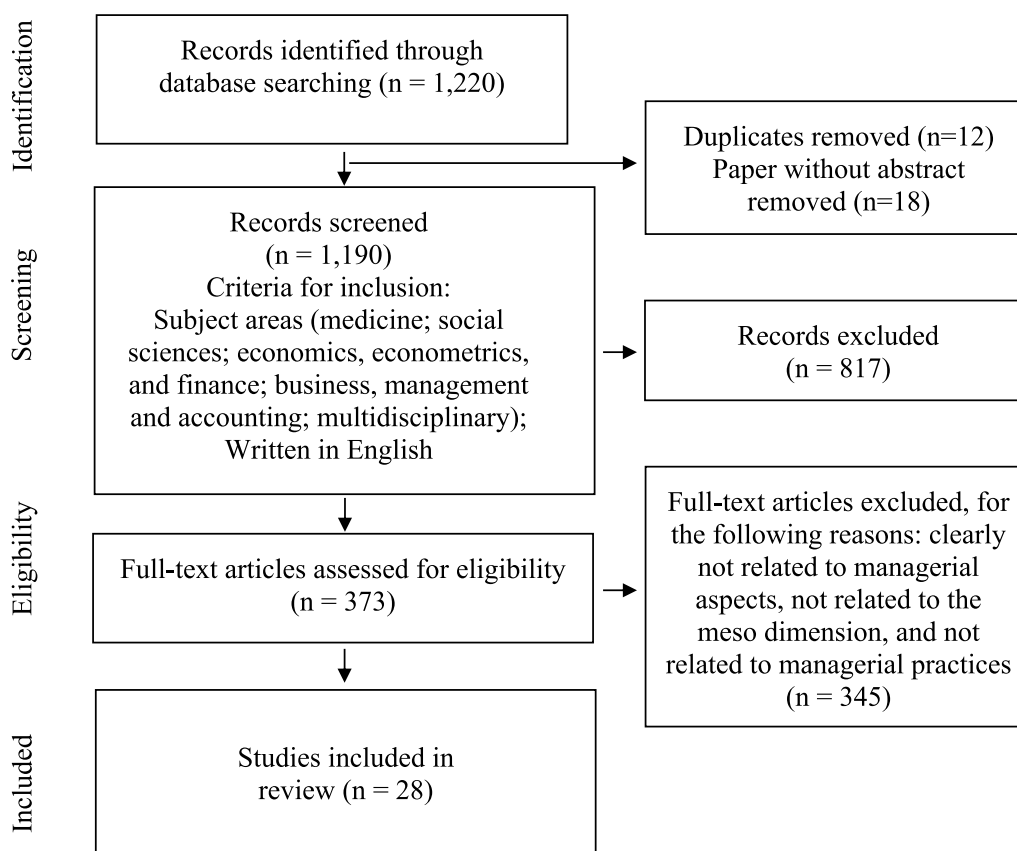 Identification
Records identified through
database searching (n = 1,220)
Duplicates removed (n=12)
Paper without abstract
removed (n=18)
Screening
Records screened
(n = 1,190)
Criteria for inclusion:
Subject areas (medicine; social
sciences; economics, econometrics,
and finance; business, management
and accounting; multidisciplinary);
Written in English
Records excluded
(n = 817)
Eligibility
Full-text articles assessed for eligibility
(n = 373)
Full-text articles excluded, for
the following reasons: clearly
not related to managerial
aspects, not related to the
meso dimension, and not
related to managerial practices
(n = 345)
Included
Studies included in
review (n = 28)